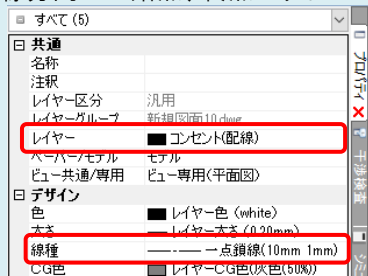 すべて (5)
共通
名称
注釈
レイヤー区分 汎用
レイヤーグループ 新規図面10.dwg
レイヤー コンセント(配線)
ペーパー/モデル モデル
ビュー共通/専用 ビュー専用(平面図)
デザイン
色 レイヤー色 (white)
太さ レイヤー太さ (0.20mm)
線種 一点鎖線(10mm 1mm)
CG色 レイヤーCG色(灰色(50%))
プロパティ
干渉検査